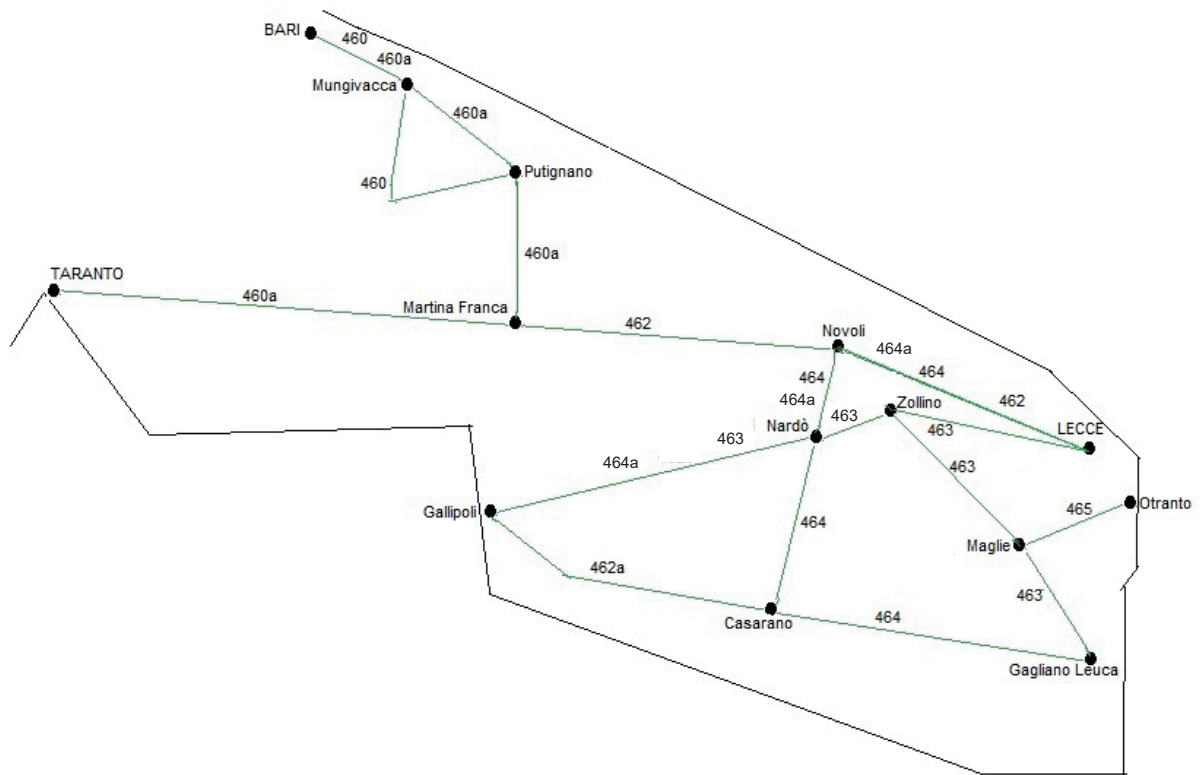 BARI
460
460a
Mungivacca
460a
Putignano
460
460a
TARANTO
460a
Martina Franca
462
Novoli
464a
464
464
462
464a
Zollino
463
Nardò
463
LECCE
463
464a
463
Gallipoli
465
Otranto
464
Maglie
462a
463
Casarano
464
Gagliano Leuca